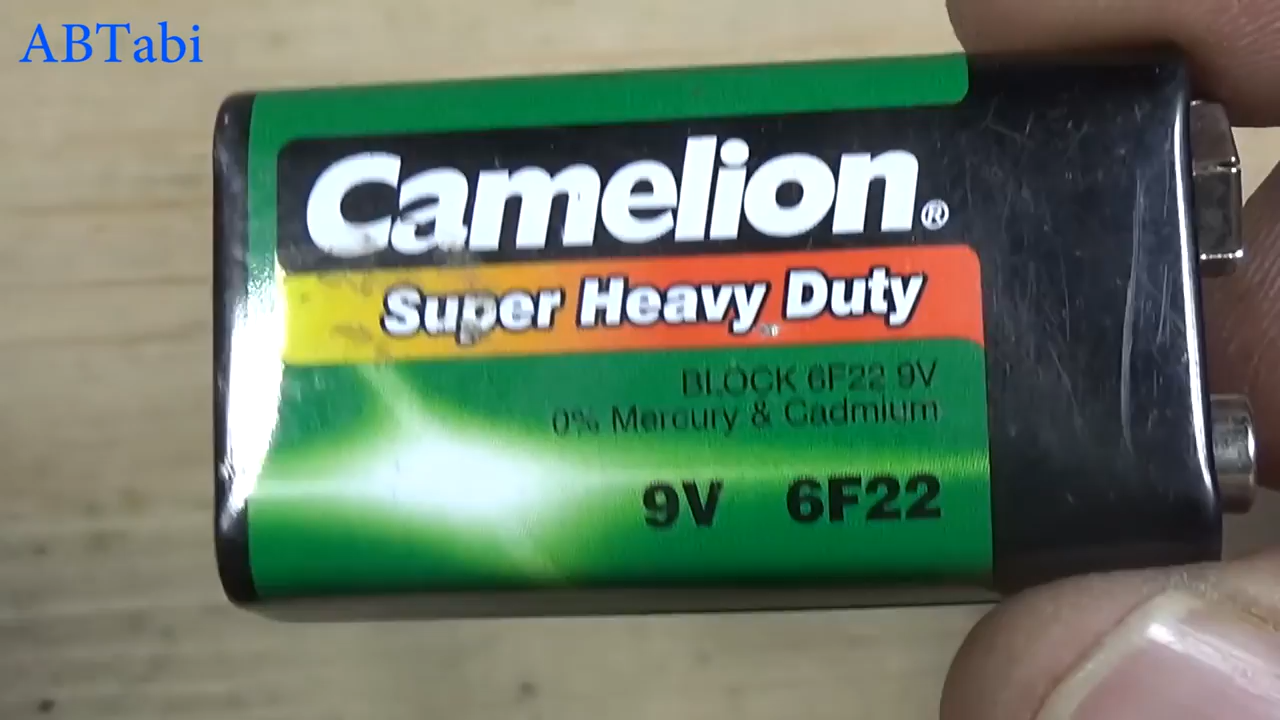 ABTabi
Camelion®
Super Heavy Duty
BLOCK 6F22 9V
0% Mercury & Cadmium
9V 6F22